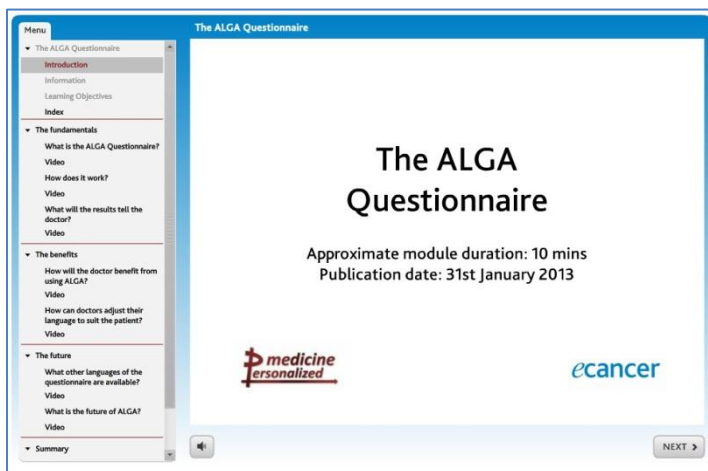 Menu
The ALGA Questionnaire
Introduction
Information
Learning Objectives
Index
The fundamentals
What is the ALGA Questionnaire?
Video
How does it work?
Video
What will the results tell the
doctor?
Video
The benefits
How will the doctor benefit from
using ALGA?
Video
How can doctors adjust their
language to suit the patient?
Video
The future
What other languages of the
questionnaire are available?
Video
What is the future of ALGA?
Video
Summary
The ALGA Questionnaire
The ALGA
Questionnaire
Approximate module duration: 10 mins
Publication date: 31st January 2013
medicine
Personalized
ecancer
NEXT